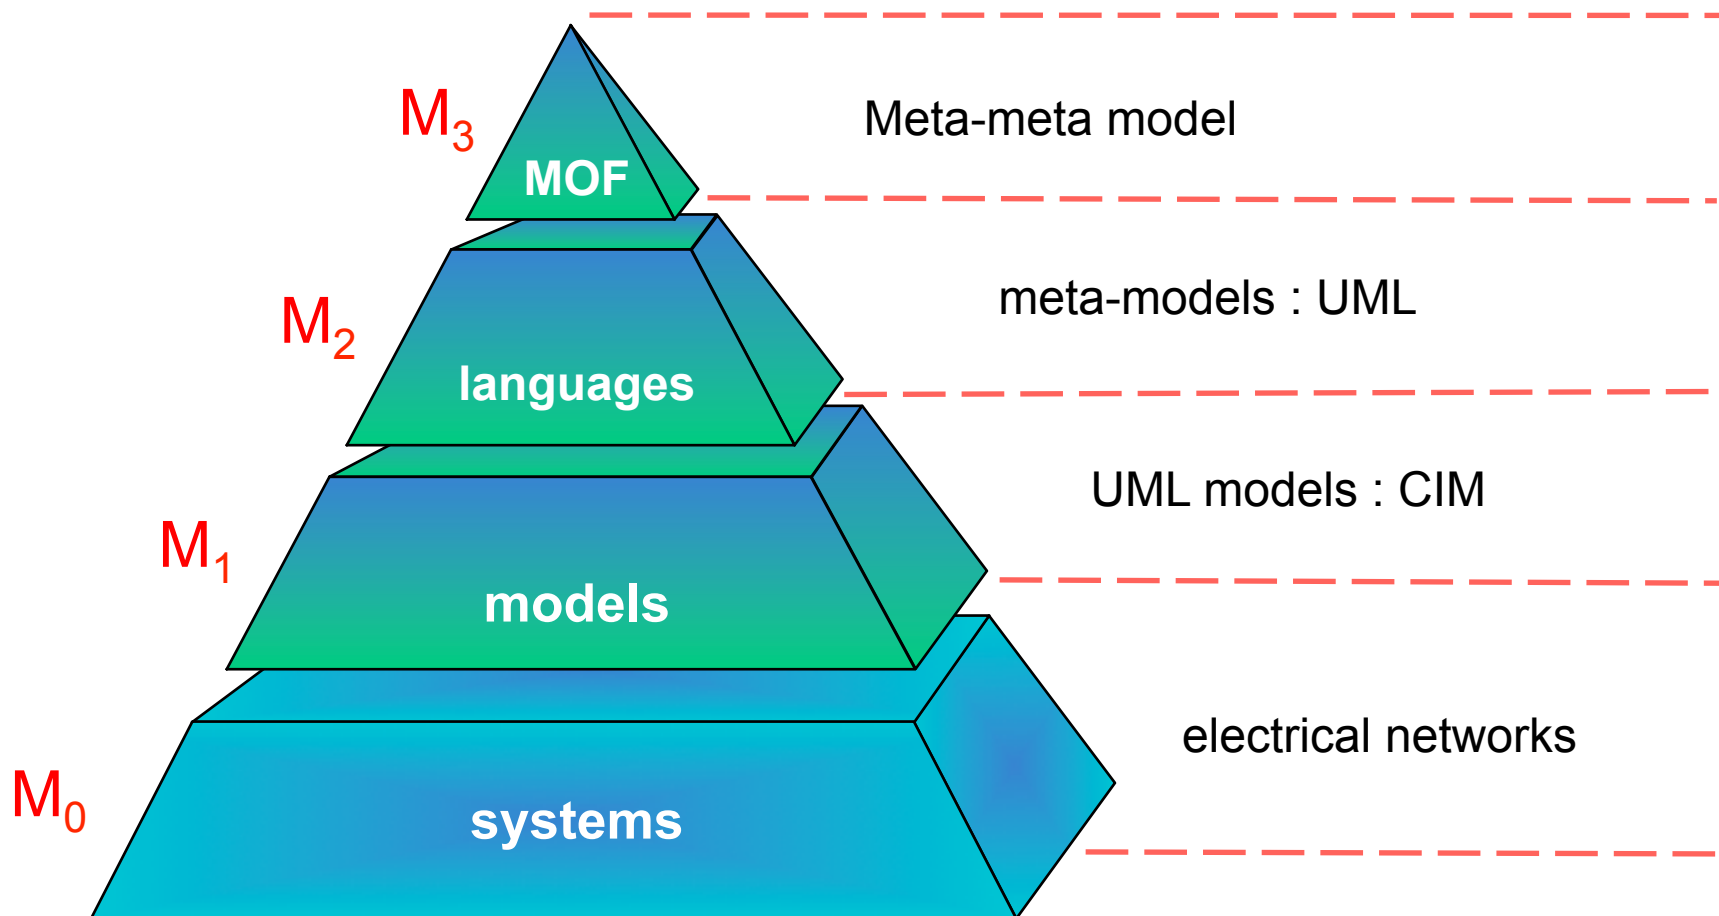 M3
MOF
Meta-meta model
M2
languages
meta-models : UML
M1
models
UML models : CIM
M0
systems
electrical networks